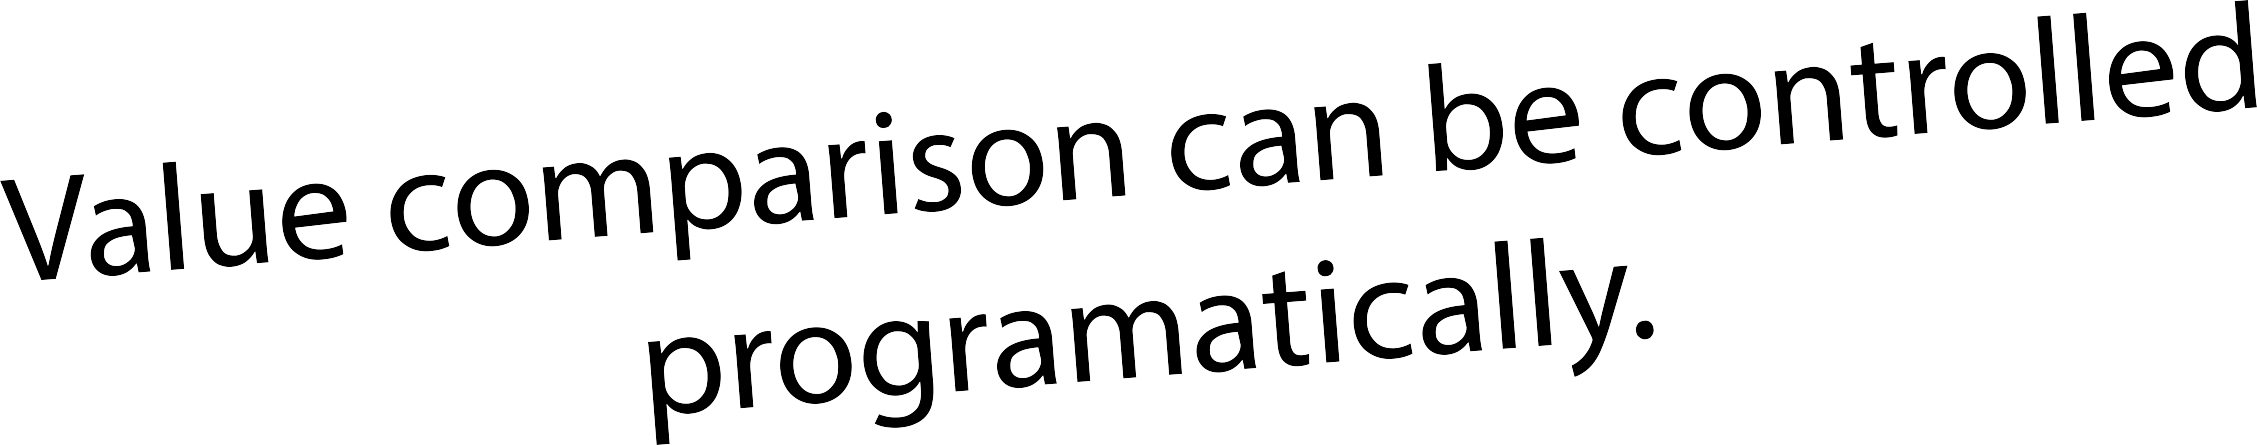 Value comparison can be controlled
programatically.